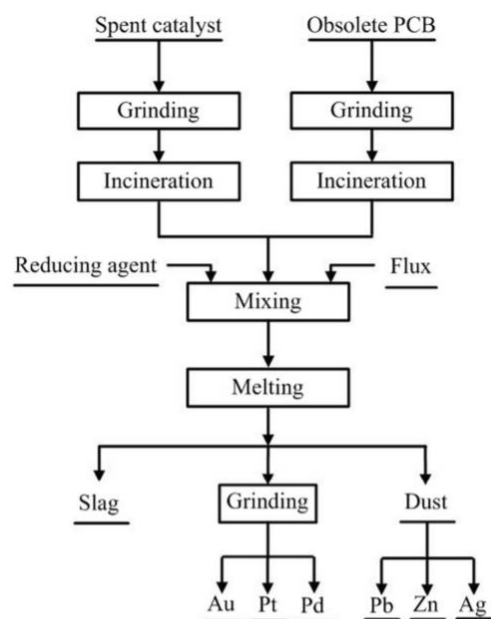 Spent catalyst
Obsolete PCB
Grinding
Grinding
Incineration
Incineration
Reducing agent
Flux
Mixing
Melting
Slag
Grinding
Dust
Au
Pt
Pd
Pb
Zn
Ag